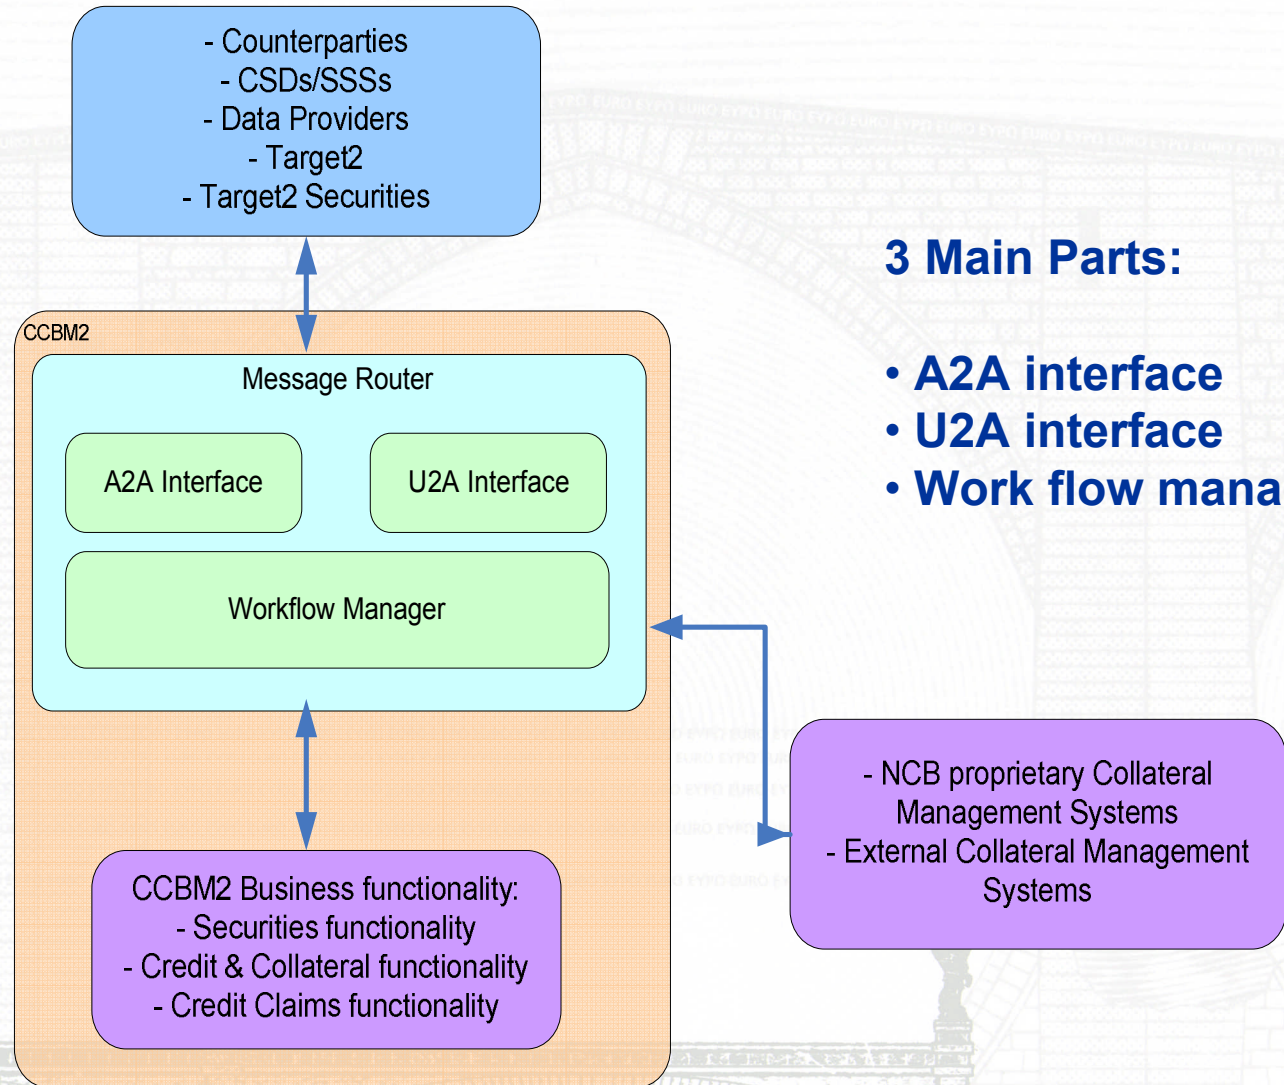 - Counterparties
- CSDs/SSSs
- Data Providers
- Target2
- Target2 Securities
CCBM2
Message Router
A2A Interface
U2A Interface
Workflow Manager
CCBM2 Business functionality:
- Securities functionality
- Credit & Collateral functionality
- Credit Claims functionality
3 Main Parts:
• A2A interface
• U2A interface
• Work flow mana
- NCB proprietary Collateral
Management Systems
- External Collateral Management
Systems